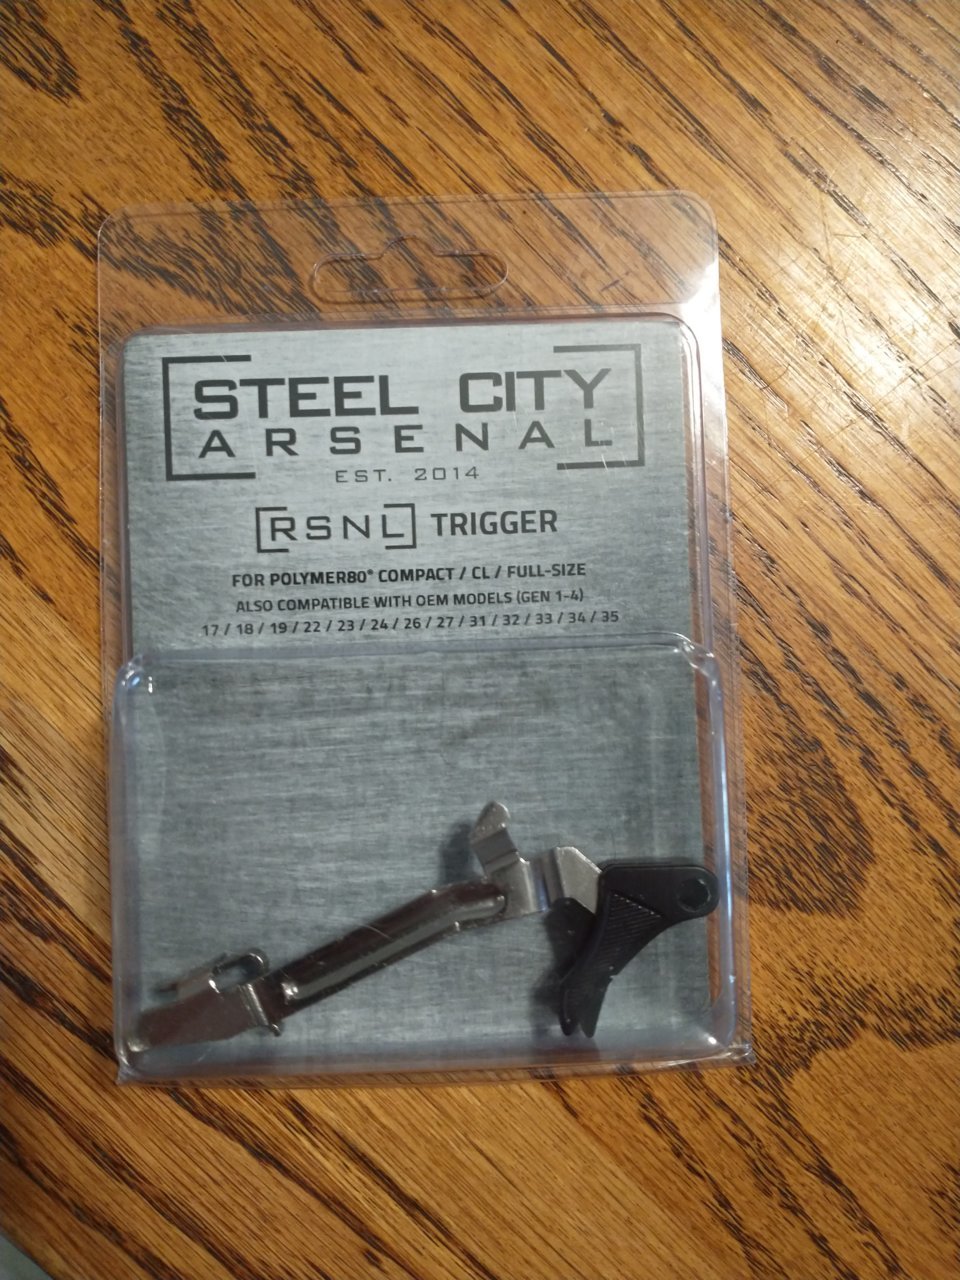 STEEL CITY
ARSENAL
EST. 2014
RSNL TRIGGER
FOR POLYMER80® COMPACT / CL / FULL-SIZE
ALSO COMPATIBLE WITH OEM MODELS (GEN 1-4)
17 / 18 / 19 / 22 / 23 / 24 / 26 / 27 / 31 / 32 / 33 / 34 / 35